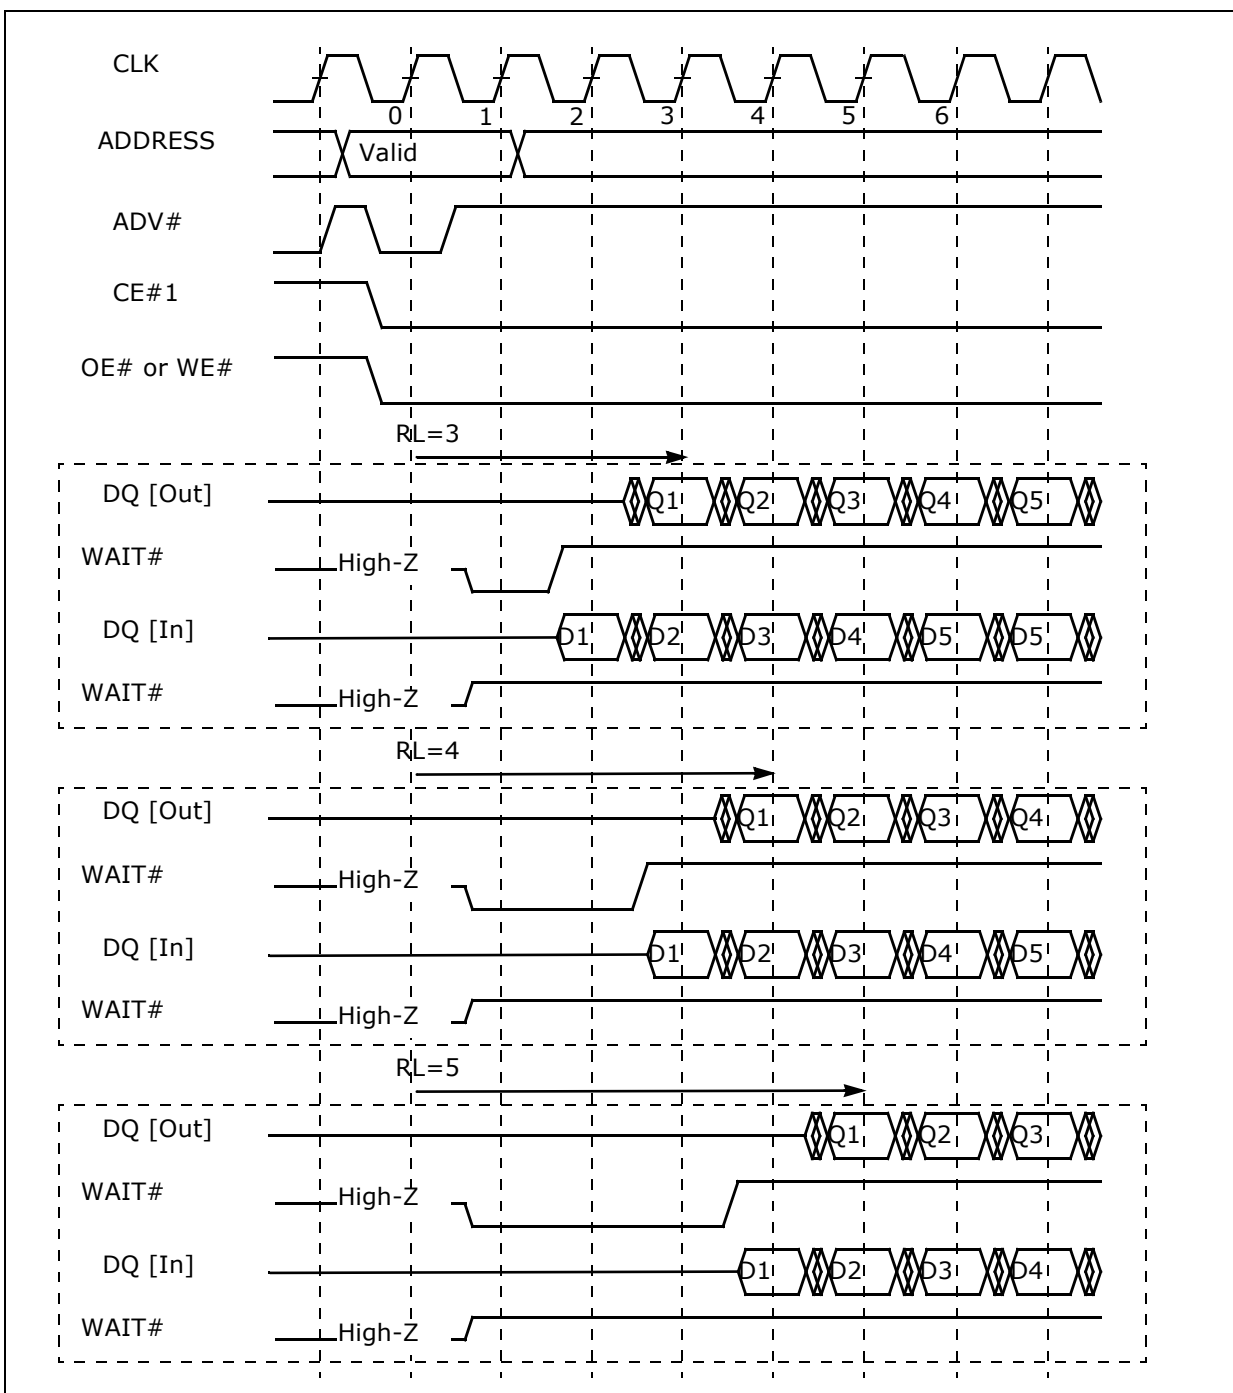 CLK
0 1 2 3 4 5 6
ADDRESS Valid
ADV#
CE#1
OE# or WE#
RL=3
DQ [Out] Q1 Q2 Q3 Q4 Q5
WAIT# High-Z
DQ [In] D1 D2 D3 D4 D5 D5
WAIT# High-Z
RL=4
DQ [Out] Q1 Q2 Q3 Q4
WAIT# High-Z
DQ [In] D1 D2 D3 D4 D5
WAIT# High-Z
RL=5
DQ [Out] Q1 Q2 Q3
WAIT# High-Z
DQ [In] D1 D2 D3 D4
WAIT# High-Z